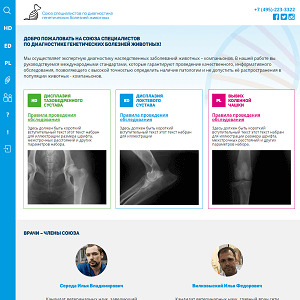 Союз специалистов по диагностике
генетических болезней животных
+7 (495)-223-3322
HD
ED
PL
?
ДОБРО ПОЖАЛОВАТЬ НА СОЮЗА СПЕЦИАЛИСТОВ
ПО ДИАГНОСТИКЕ ГЕНЕТИЧЕСКИХ БОЛЕЗНЕЙ ЖИВОТНЫХ!
Мы осуществляет экспертную диагностику наследственных заболеваний животных - компаньонов. В нашей работе мы
руководствуемся международными стандартами, которые гарантируют проведение качественного, информативного
обследования, позволяющего с высокой точностью определить наличие патологии и не допустить её распространения в
популяции животных - компаньонов.
HD
ДИСПЛАЗИЯ
ТАЗОБЕДРЕННОГО
СУСТАВА
Правила проведения
обследования
Здесь должен быть короткий
вступительный текст этот текст набран
для иллюстрации размера шрифта,
межстрочных расстояний и других
параметров набора.
ED
ДИСПЛАЗИЯ
ЛОКТЕВОГО
СУСТАВА
Правила проведения
обследования
Здесь должен быть короткий
вступительный текст этот текст набран
для иллюстрации
PL
ВЫВИХ
КОЛЕННОЙ
ЧАШКИ
Правила проведения
обследования
Здесь должен быть короткий
вступительный текст этот текст набран
для иллюстрации размера шрифта,
межстрочных расстояний и других
параметров набора.
ВРАЧИ – ЧЛЕНЫ СОЮЗА
Середа Илья Владимирович
Вилковыский Илья Федорович
Кандидат ветеринарных наук, заведующий
Кандидат ветеринарных наук, главный врач сети